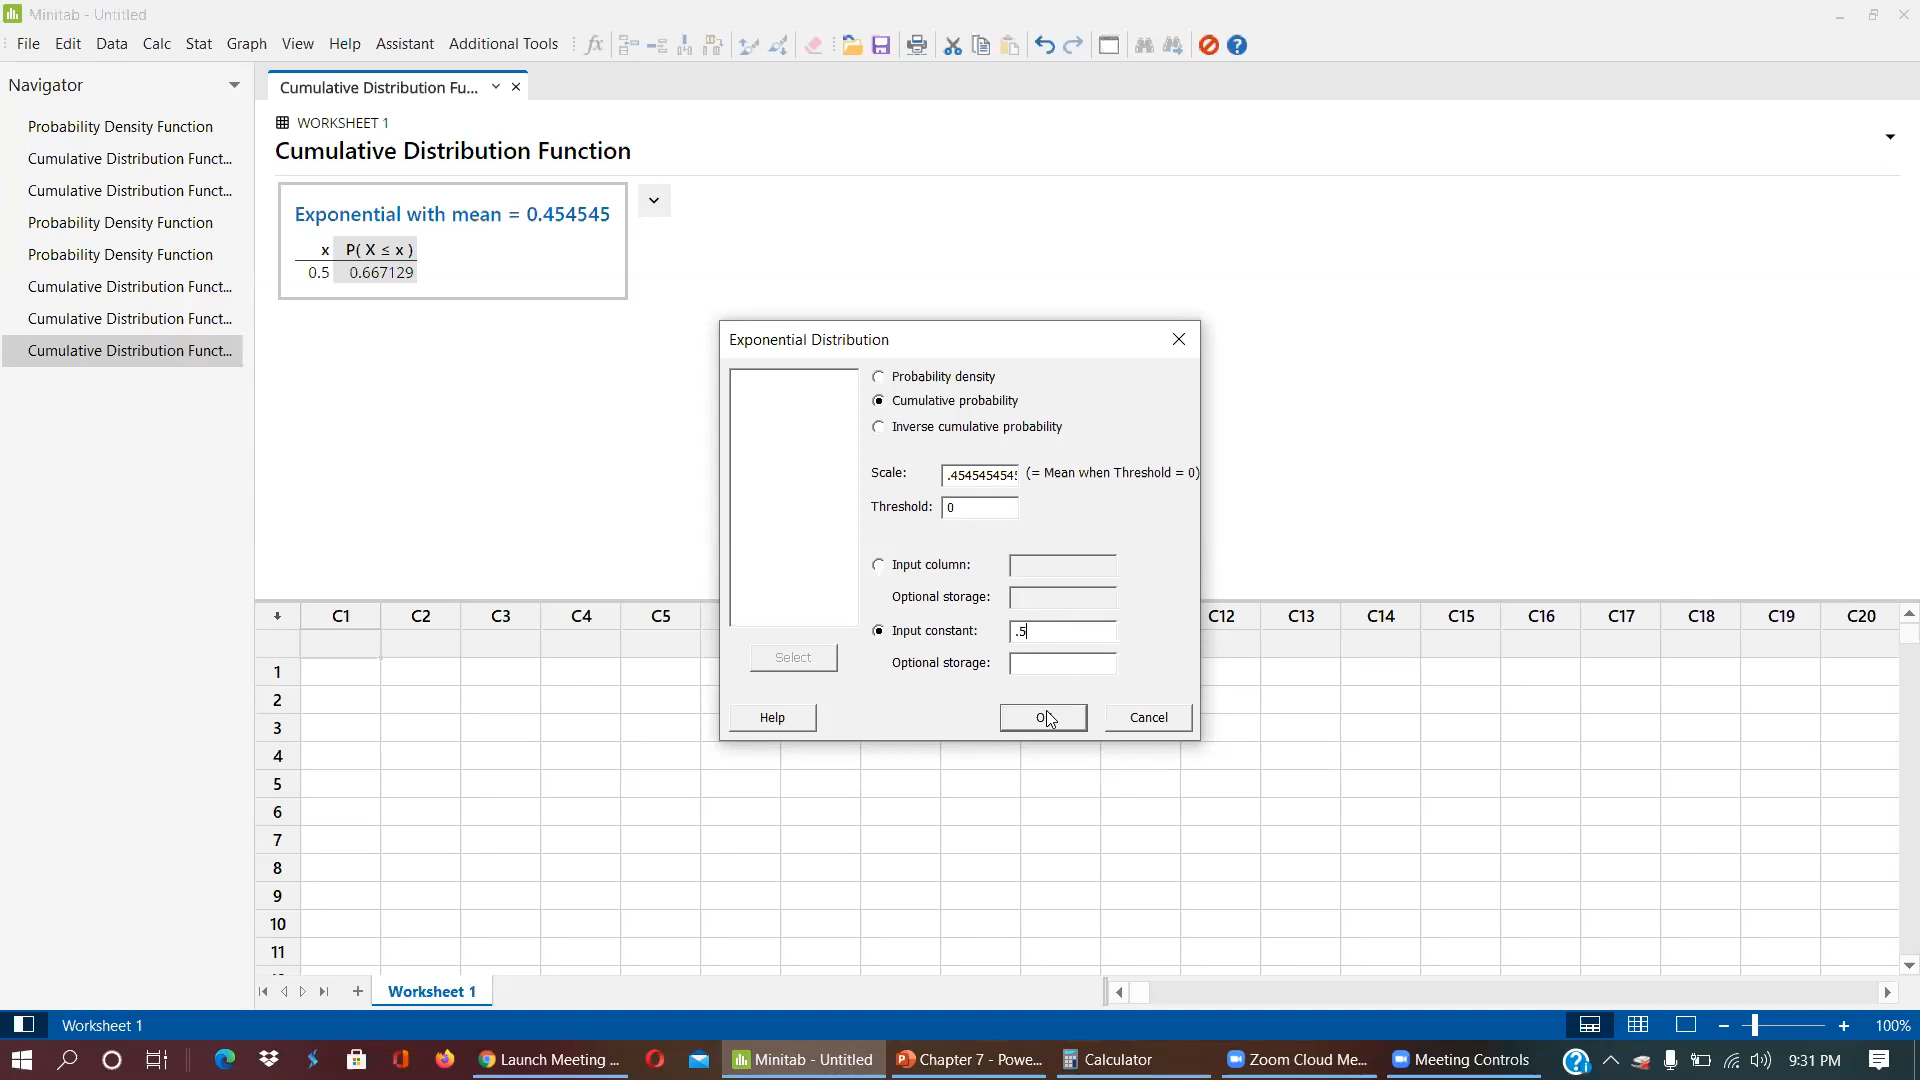 Minitab - Untitled
File Edit Data Calc Stat Graph View Help Assistant Additional Tools
Navigator
Cumulative Distribution Fu...
Probability Density Function
Cumulative Distribution Funct...
Cumulative Distribution Funct...
Probability Density Function
Probability Density Function
Cumulative Distribution Funct...
Cumulative Distribution Funct...
Cumulative Distribution Funct...
WORKSHEET 1
Cumulative Distribution Function
Exponential with mean = 0.454545
x P( X ≤ x )
0.5 0.667129
Exponential Distribution
Probability density
Cumulative probability
Inverse cumulative probability
Scale: .454545454 (= Mean when Threshold = 0)
Threshold: 0
Input column:
Optional storage:
Input constant: .5
Optional storage:
Select
Help
Cancel
C1 C2 C3 C4 C5 C12 C13 C14 C15 C16 C17 C18 C19 C20
1
2
3
4
5
6
7
8
9
10
11
Worksheet 1
Worksheet 1
100%
Launch Meeting ... Minitab - Untitled Chapter 7 - Powe... Calculator Zoom Cloud Me... Meeting Controls 9:31 PM